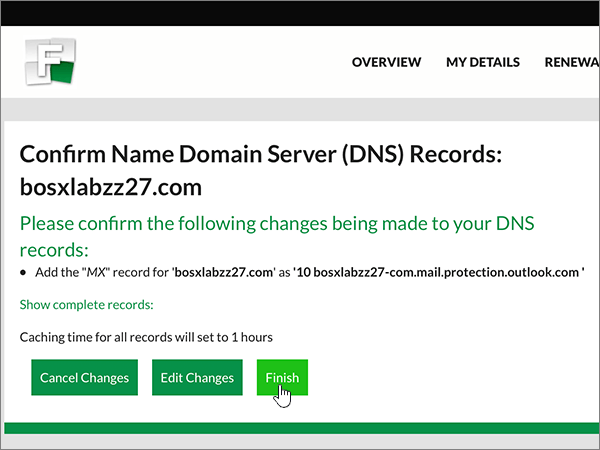 F
OVERVIEW MY DETAILS RENEWA
Confirm Name Domain Server (DNS) Records:
bosxlabzz27.com
Please confirm the following changes being made to your DNS
records:
• Add the "MX" record for 'bosxlabzz27.com' as '10 bosxlabzz27-com.mail.protection.outlook.com '
Show complete records:
Caching time for all records will set to 1 hours
Cancel Changes Edit Changes Finish